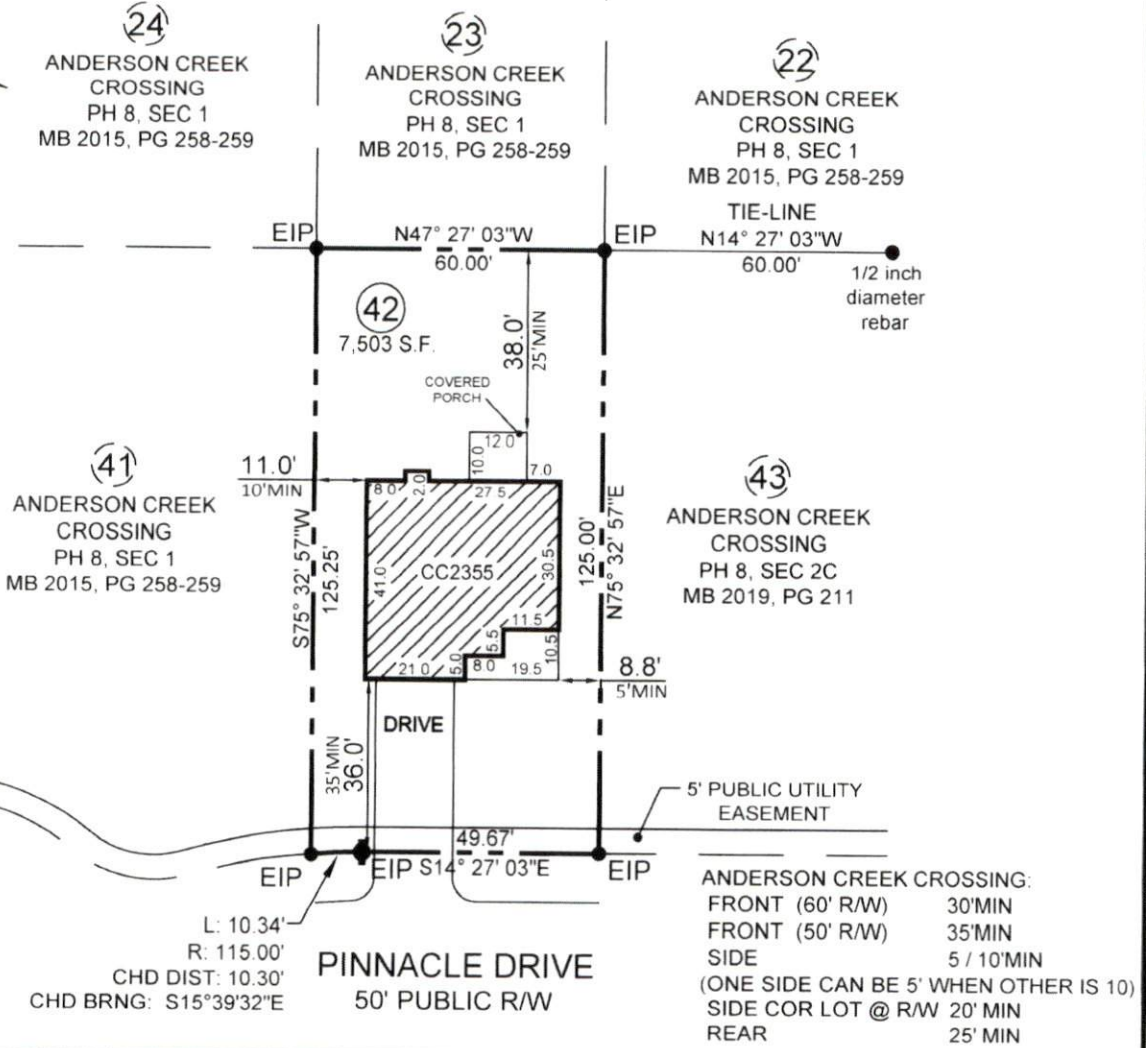 24
ANDERSON CREEK
CROSSING
PH 8, SEC 1
MB 2015, PG 258-259
23
ANDERSON CREEK
CROSSING
PH 8, SEC 1
MB 2015, PG 258-259
22
ANDERSON CREEK
CROSSING
PH 8, SEC 1
MB 2015, PG 258-259
TIE-LINE
N14° 27' 03"W
60.00'
1/2 inch
diameter
rebar
EIP
N47° 27' 03"W
60.00'
EIP
42
7,503 S.F.
38.0'
25'MIN
COVERED
PORCH
12.0
10.0
7.0
11.0'
10'MIN
8.0
2.0
27.5
41
ANDERSON CREEK
CROSSING
PH 8, SEC 1
MB 2015, PG 258-259
S75° 32' 57"W
125.25'
41.0
CC2355
30.5
125.00'
N75° 32' 57"E
43
ANDERSON CREEK
CROSSING
PH 8, SEC 2C
MB 2019, PG 211
11.5
5.5
10.5
21.0
5.0
8.0
19.5
8.8'
5'MIN
DRIVE
35'MIN
36.0'
5' PUBLIC UTILITY
EASEMENT
49.67'
EIP
EIP
S14° 27' 03"E
EIP
L: 10.34'
R: 115.00'
CHD DIST: 10.30'
CHD BRNG: S15°39'32"E
PINNACLE DRIVE
50' PUBLIC R/W
ANDERSON CREEK CROSSING:
FRONT (60' R/W) 30'MIN
FRONT (50' R/W) 35'MIN
SIDE 5 / 10'MIN
(ONE SIDE CAN BE 5' WHEN OTHER IS 10)
SIDE COR LOT @ R/W 20' MIN
REAR 25' MIN